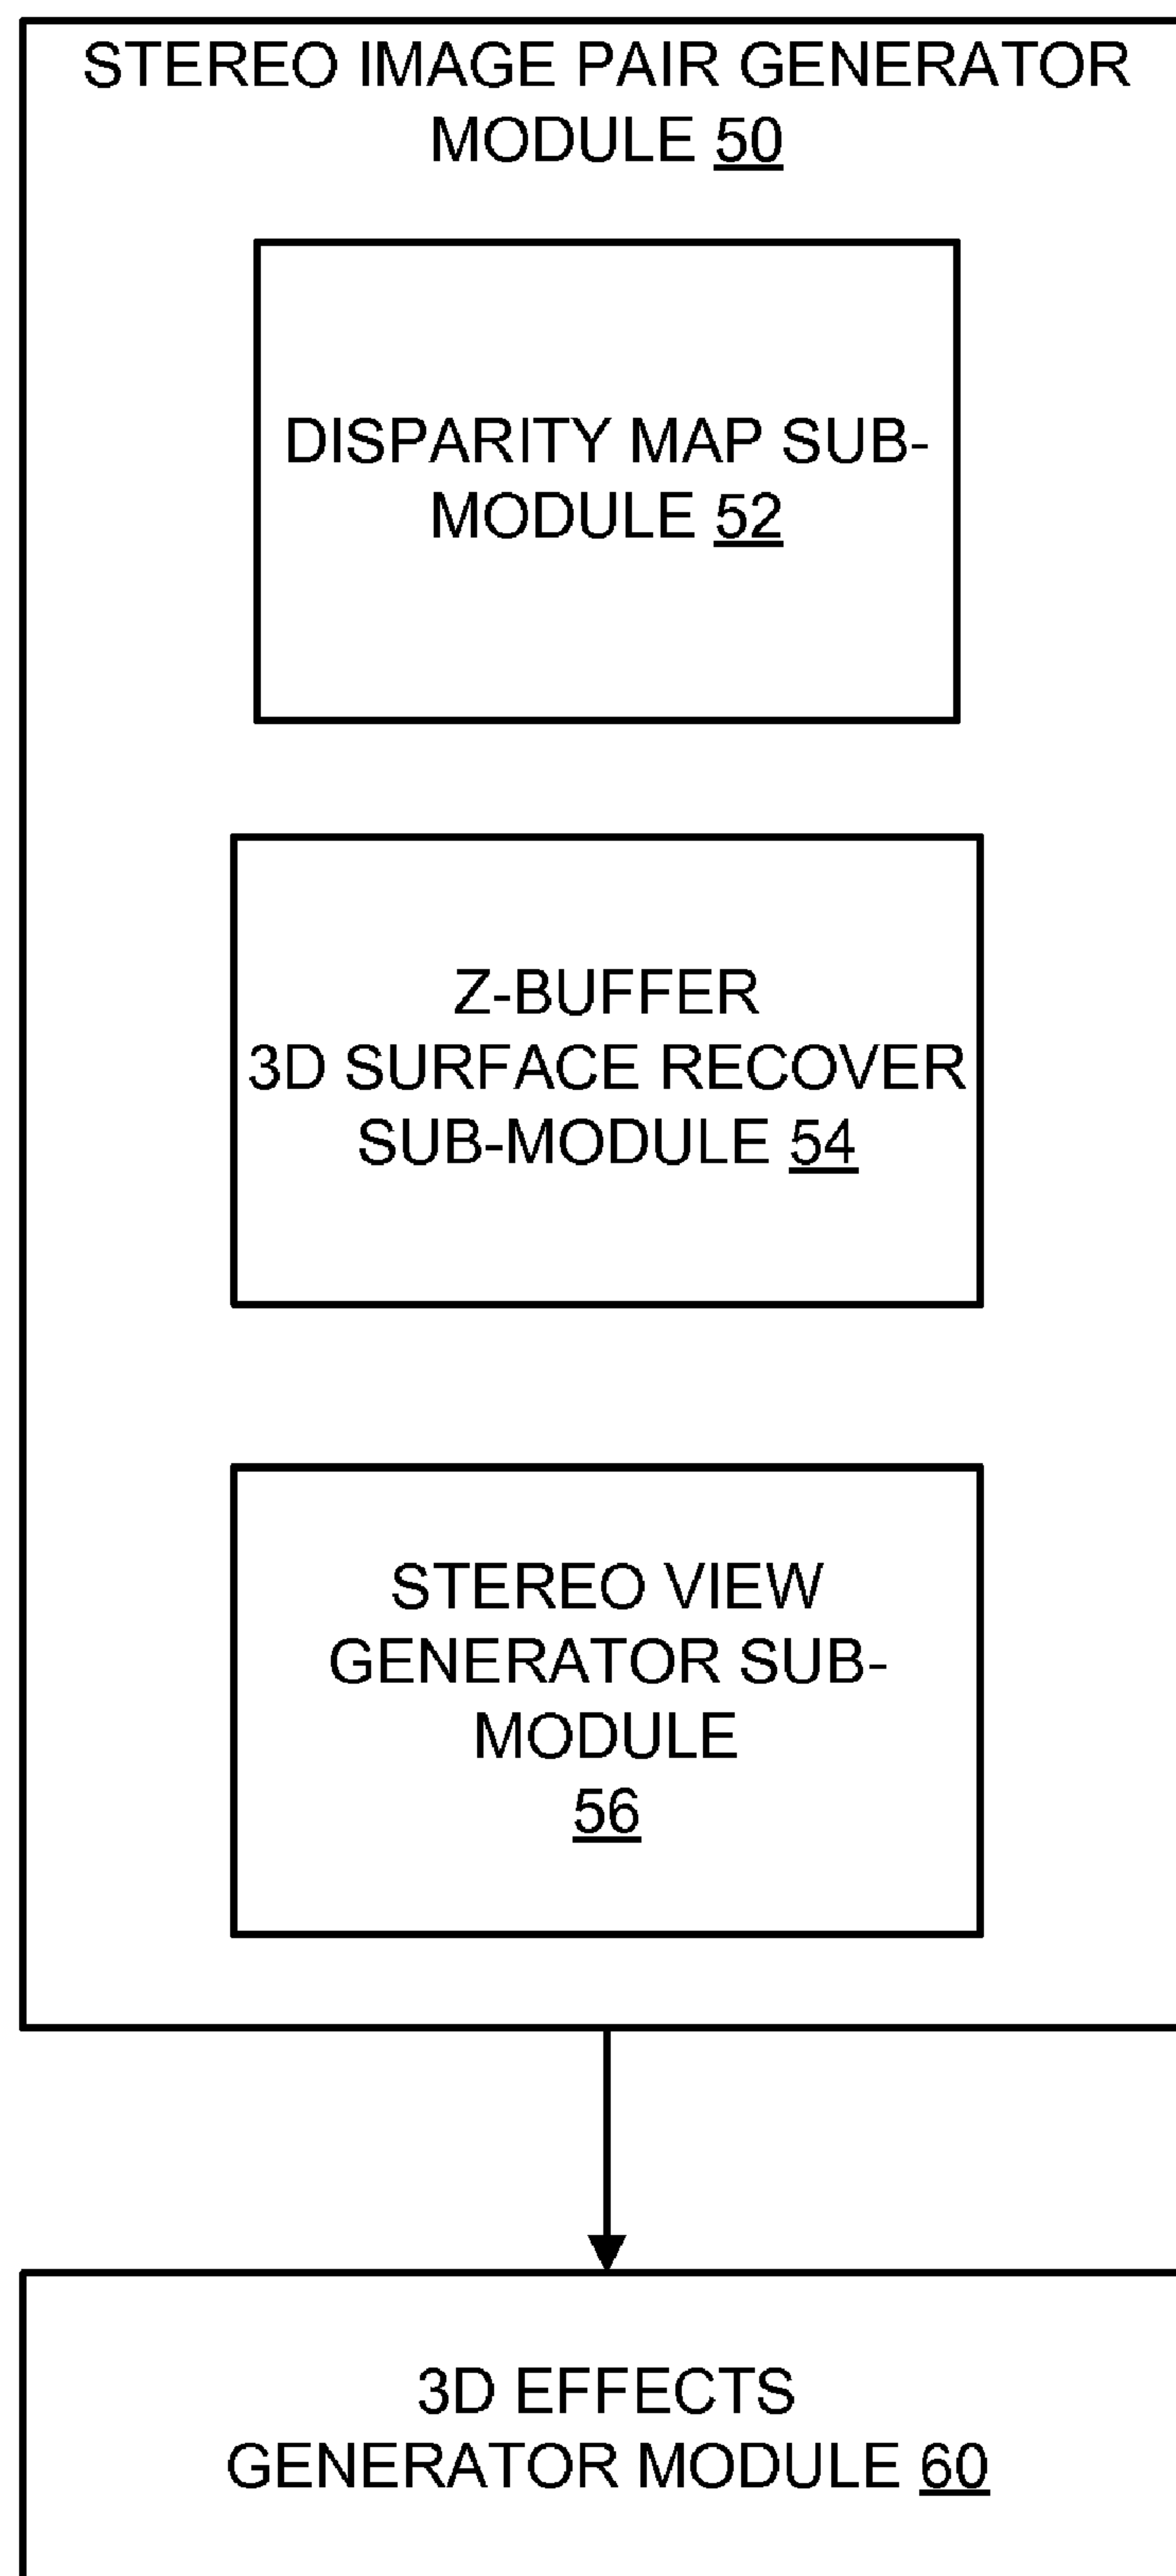 STEREO IMAGE PAIR GENERATOR
MODULE 50
DISPARITY MAP SUB-
MODULE 52
Z-BUFFER
3D SURFACE RECOVER
SUB-MODULE 54
STEREO VIEW
GENERATOR SUB-
MODULE
56
3D EFFECTS
GENERATOR MODULE 60